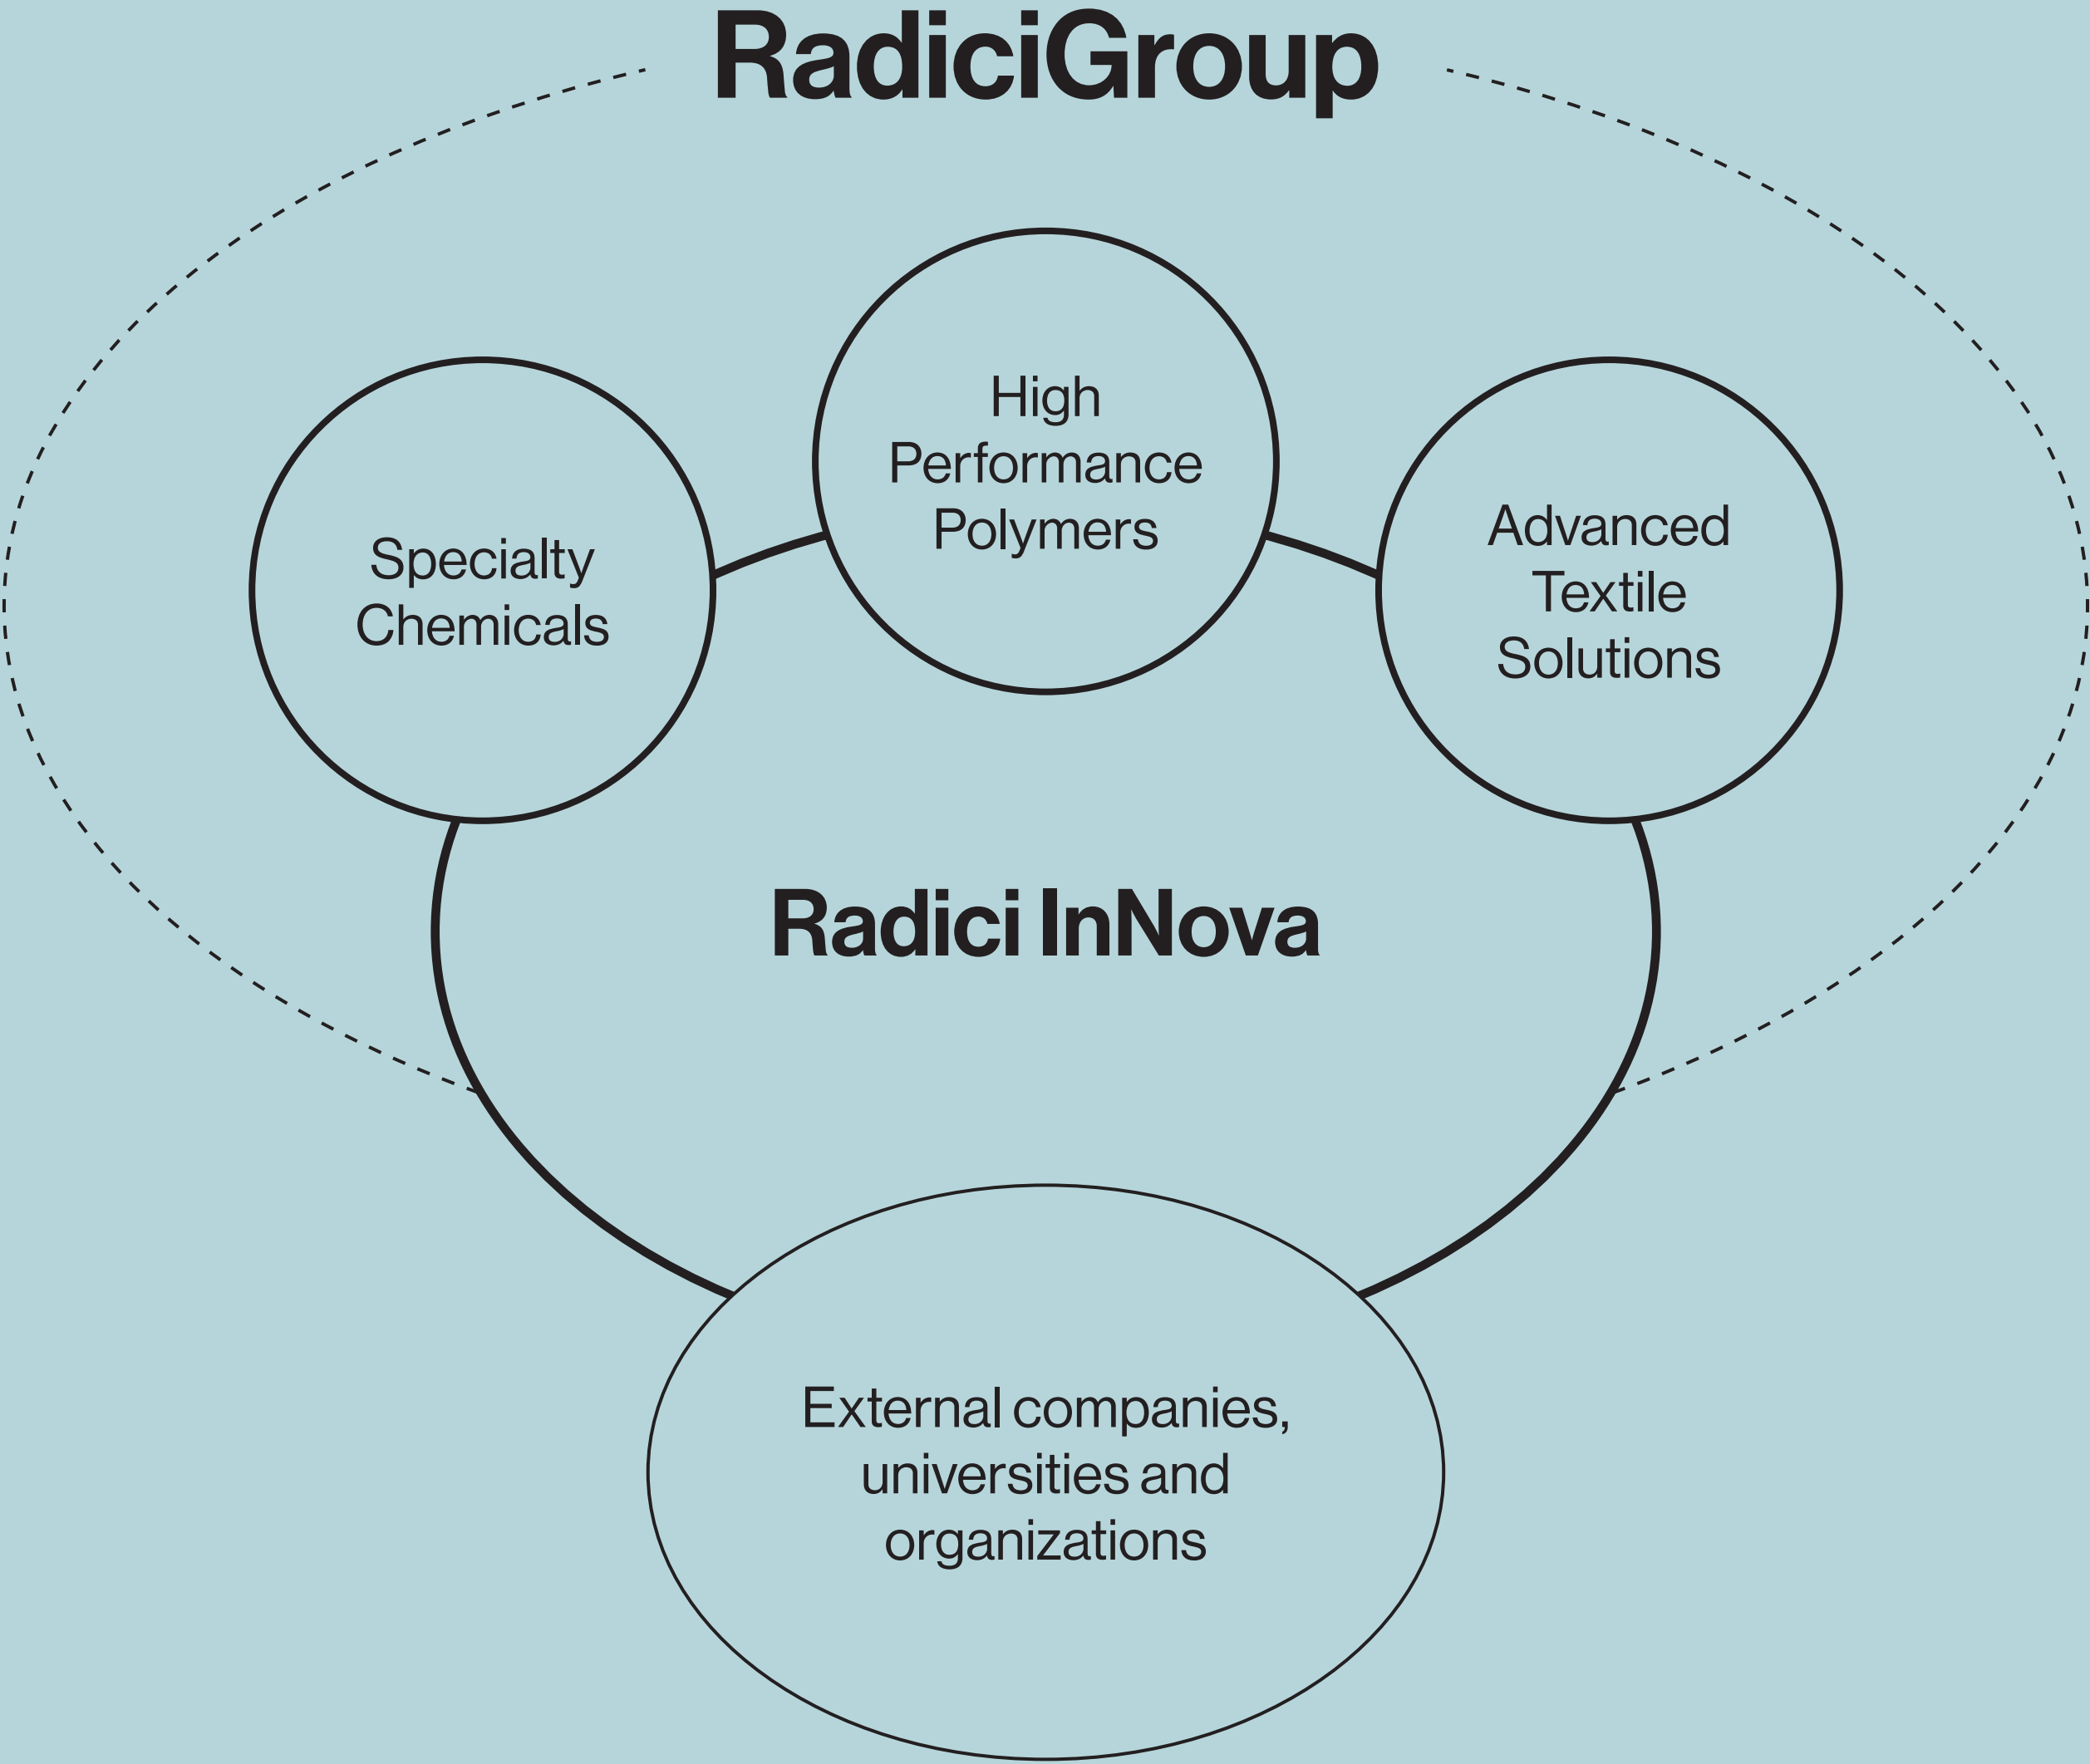 RadiciGroup
High
Performance
Polymers
Specialty
Chemicals
Advanced
Textile
Solutions
Radici InNova
External companies,
universities and
organizations